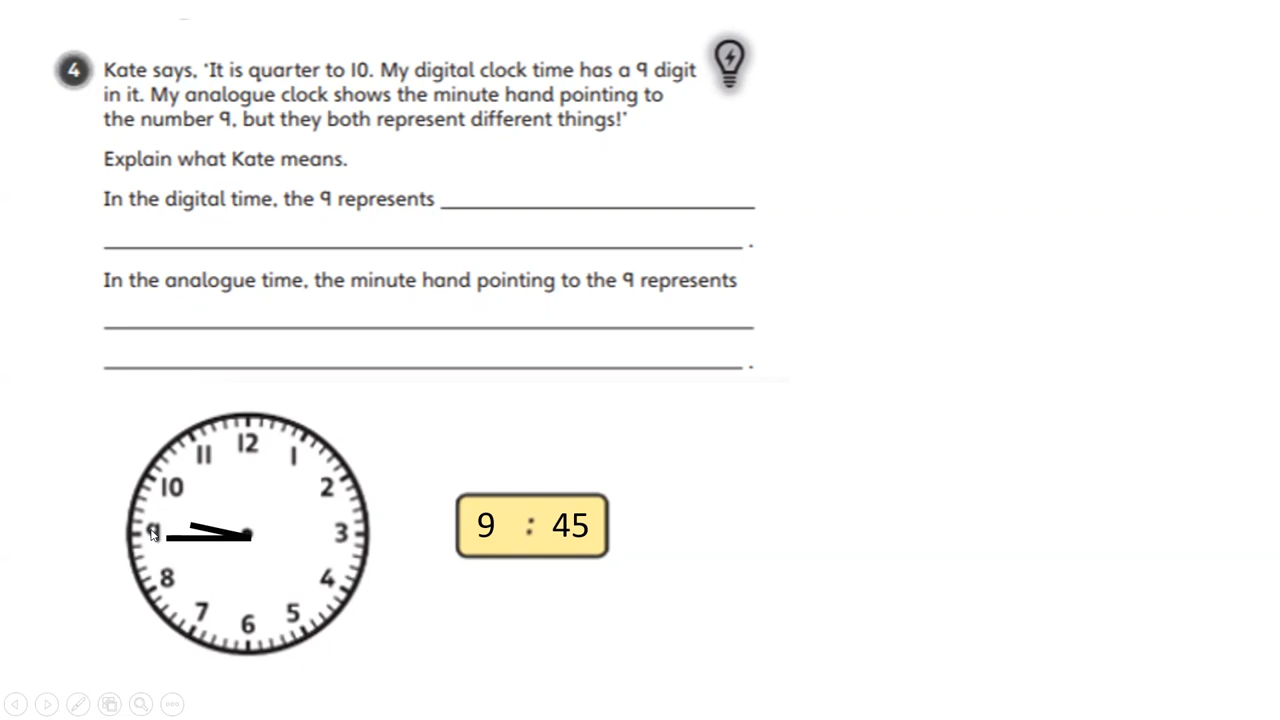 4 Kate says, ‘It is quarter to 10. My digital clock time has a 9 digit
in it. My analogue clock shows the minute hand pointing to
the number 9, but they both represent different things!’
Explain what Kate means.
In the digital time, the 9 represents
.
In the analogue time, the minute hand pointing to the 9 represents
.
12
11 1
10 2
9 3
8 4
7 5
6
9 : 45